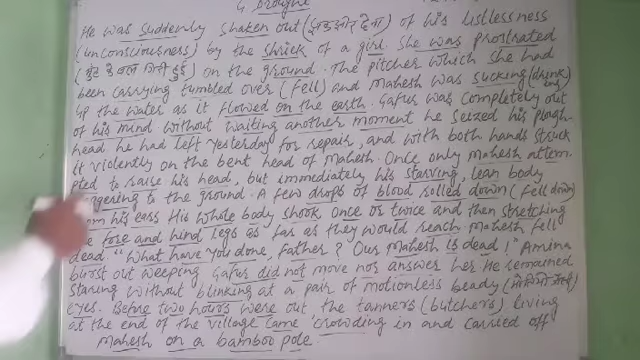 G Drought
He was suddenly shaken out (झकझोर देना) of his listlessness
(unconsciousness) by the shrick of a girl. She was prostrated
(मुंह के बल गिरी हुई) on the ground. The pitcher which she had
been carrying tumbled over (fell) and Mahesh was sucking (drinking)
up the water as it flowed on the earth. Gafur was completely out
of his mind without waiting another moment he seized his plough-
head he had left yesterday for repair, and with both hands struck
it violently on the bent head of Mahesh. Once only mahesh attem-
pted to raise his head, but immediately his starving, lean body
to the ground. A few drops of blood rolled down (fell down)
from his ears His whole body shook once or twice and then stretching
fore and hind legs as far as they would reach Mahesh fell
dead "What have you done, Father? Our Mahesh is dead!" Amina
burst out weeping Gafur did not move nor answer her He remained
staring without blinking at a pair of motionless beady
eyes. Before two hours were out the tanners (butchers) living
at the end of the village came crowding in and carried off
Mahesh on a bamboo pole.